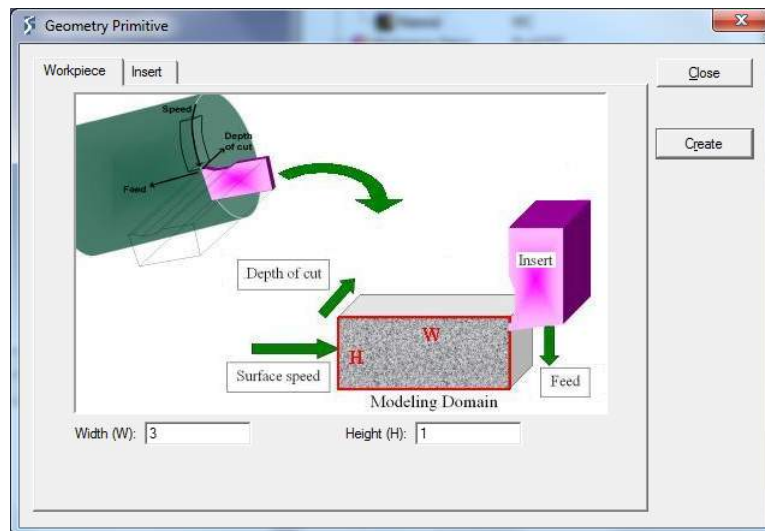 Geometry Primitive
Workpiece
Insert
Close
Create
Speed
Depth
of cut
Feed
Insert
Depth of cut
W
H
Surface speed
Feed
Modeling Domain
Width (W): 3
Height (H): 1